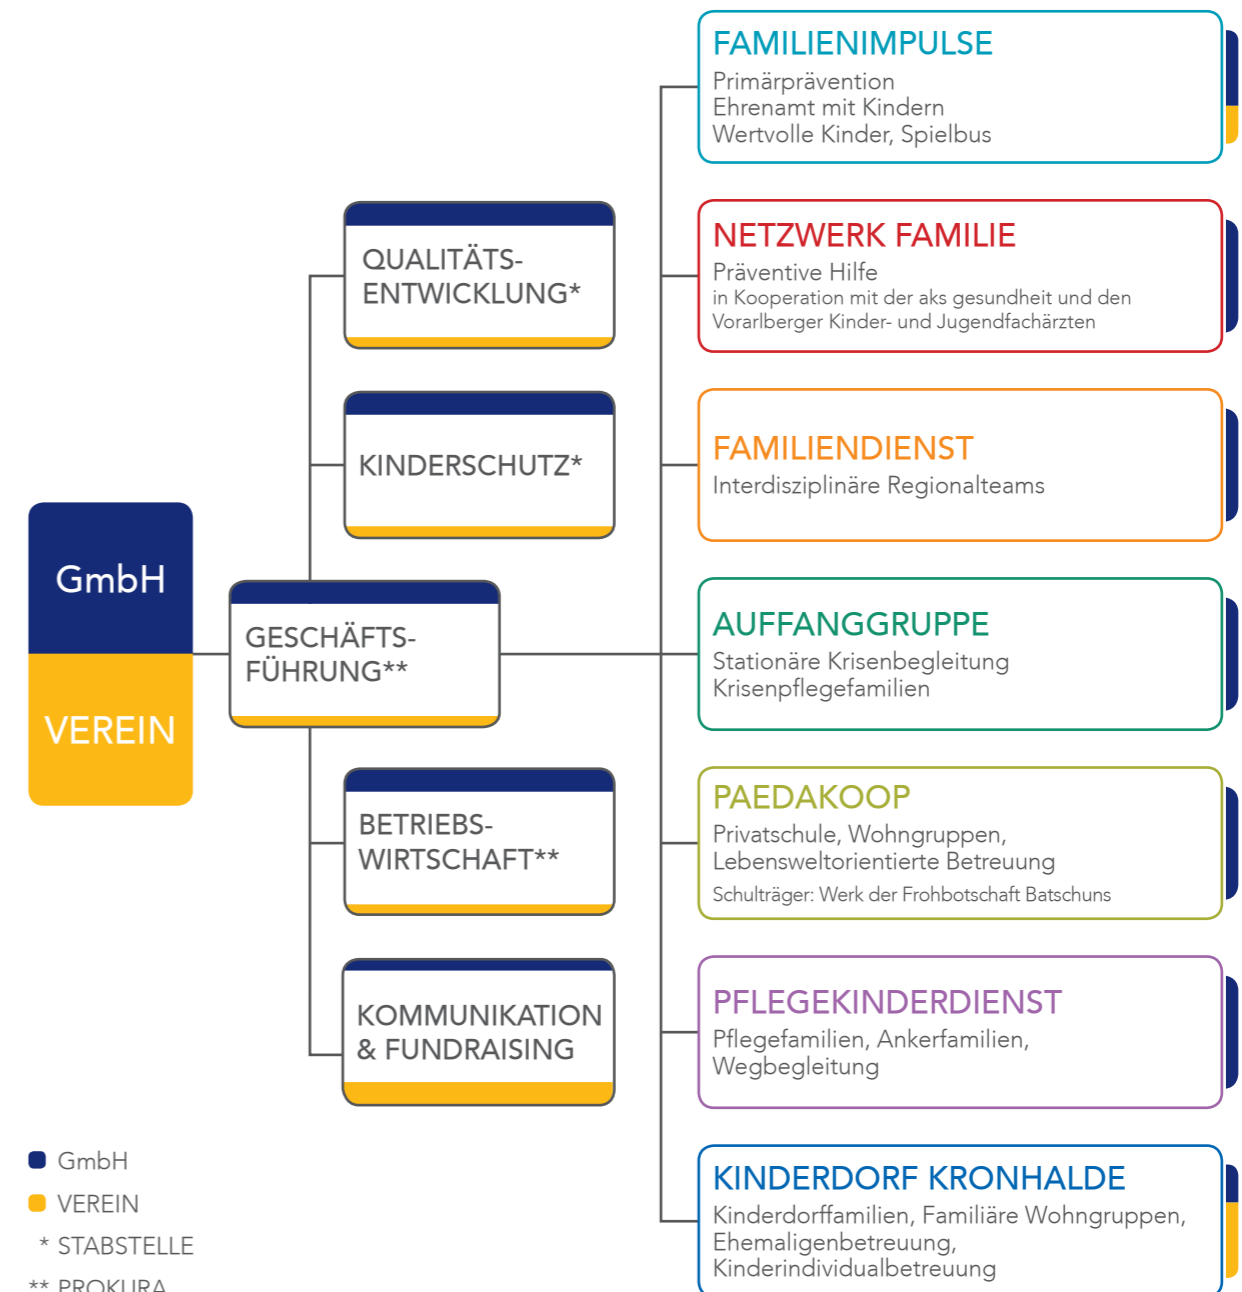 GmbH
VEREIN
QUALITÄTS-
ENTWICKLUNG*
KINDERSCHUTZ*
GESCHÄFTS-
FÜHRUNG**
BETRIEBS-
WIRTSCHAFT**
KOMMUNIKATION
& FUNDRAISING
FAMILIENIMPULSE
Primärprävention
Ehrenamt mit Kindern
Wertvolle Kinder, Spielbus
NETZWERK FAMILIE
Präventive Hilfe
in Kooperation mit der aks gesundheit und den
Vorarlberger Kinder- und Jugendfachärzten
FAMILIENDIENST
Interdisziplinäre Regionalteams
AUFFANGGRUPPE
Stationäre Krisenbegleitung
Krisenpflegefamilien
PAEDAKOOP
Privatschule, Wohngruppen,
Lebensweltorientierte Betreuung
Schulträger: Werk der Frohbotschaft Batschuns
PFLEGEKINDERDIENST
Pflegefamilien, Ankerfamilien,
Wegbegleitung
KINDERDORF KRONHALDE
Kinderdorffamilien, Familiäre Wohngruppen,
Ehemaligenbetreuung,
Kinderindividualbetreuung
GmbH
VEREIN
* STABSTELLE
** PROKURA